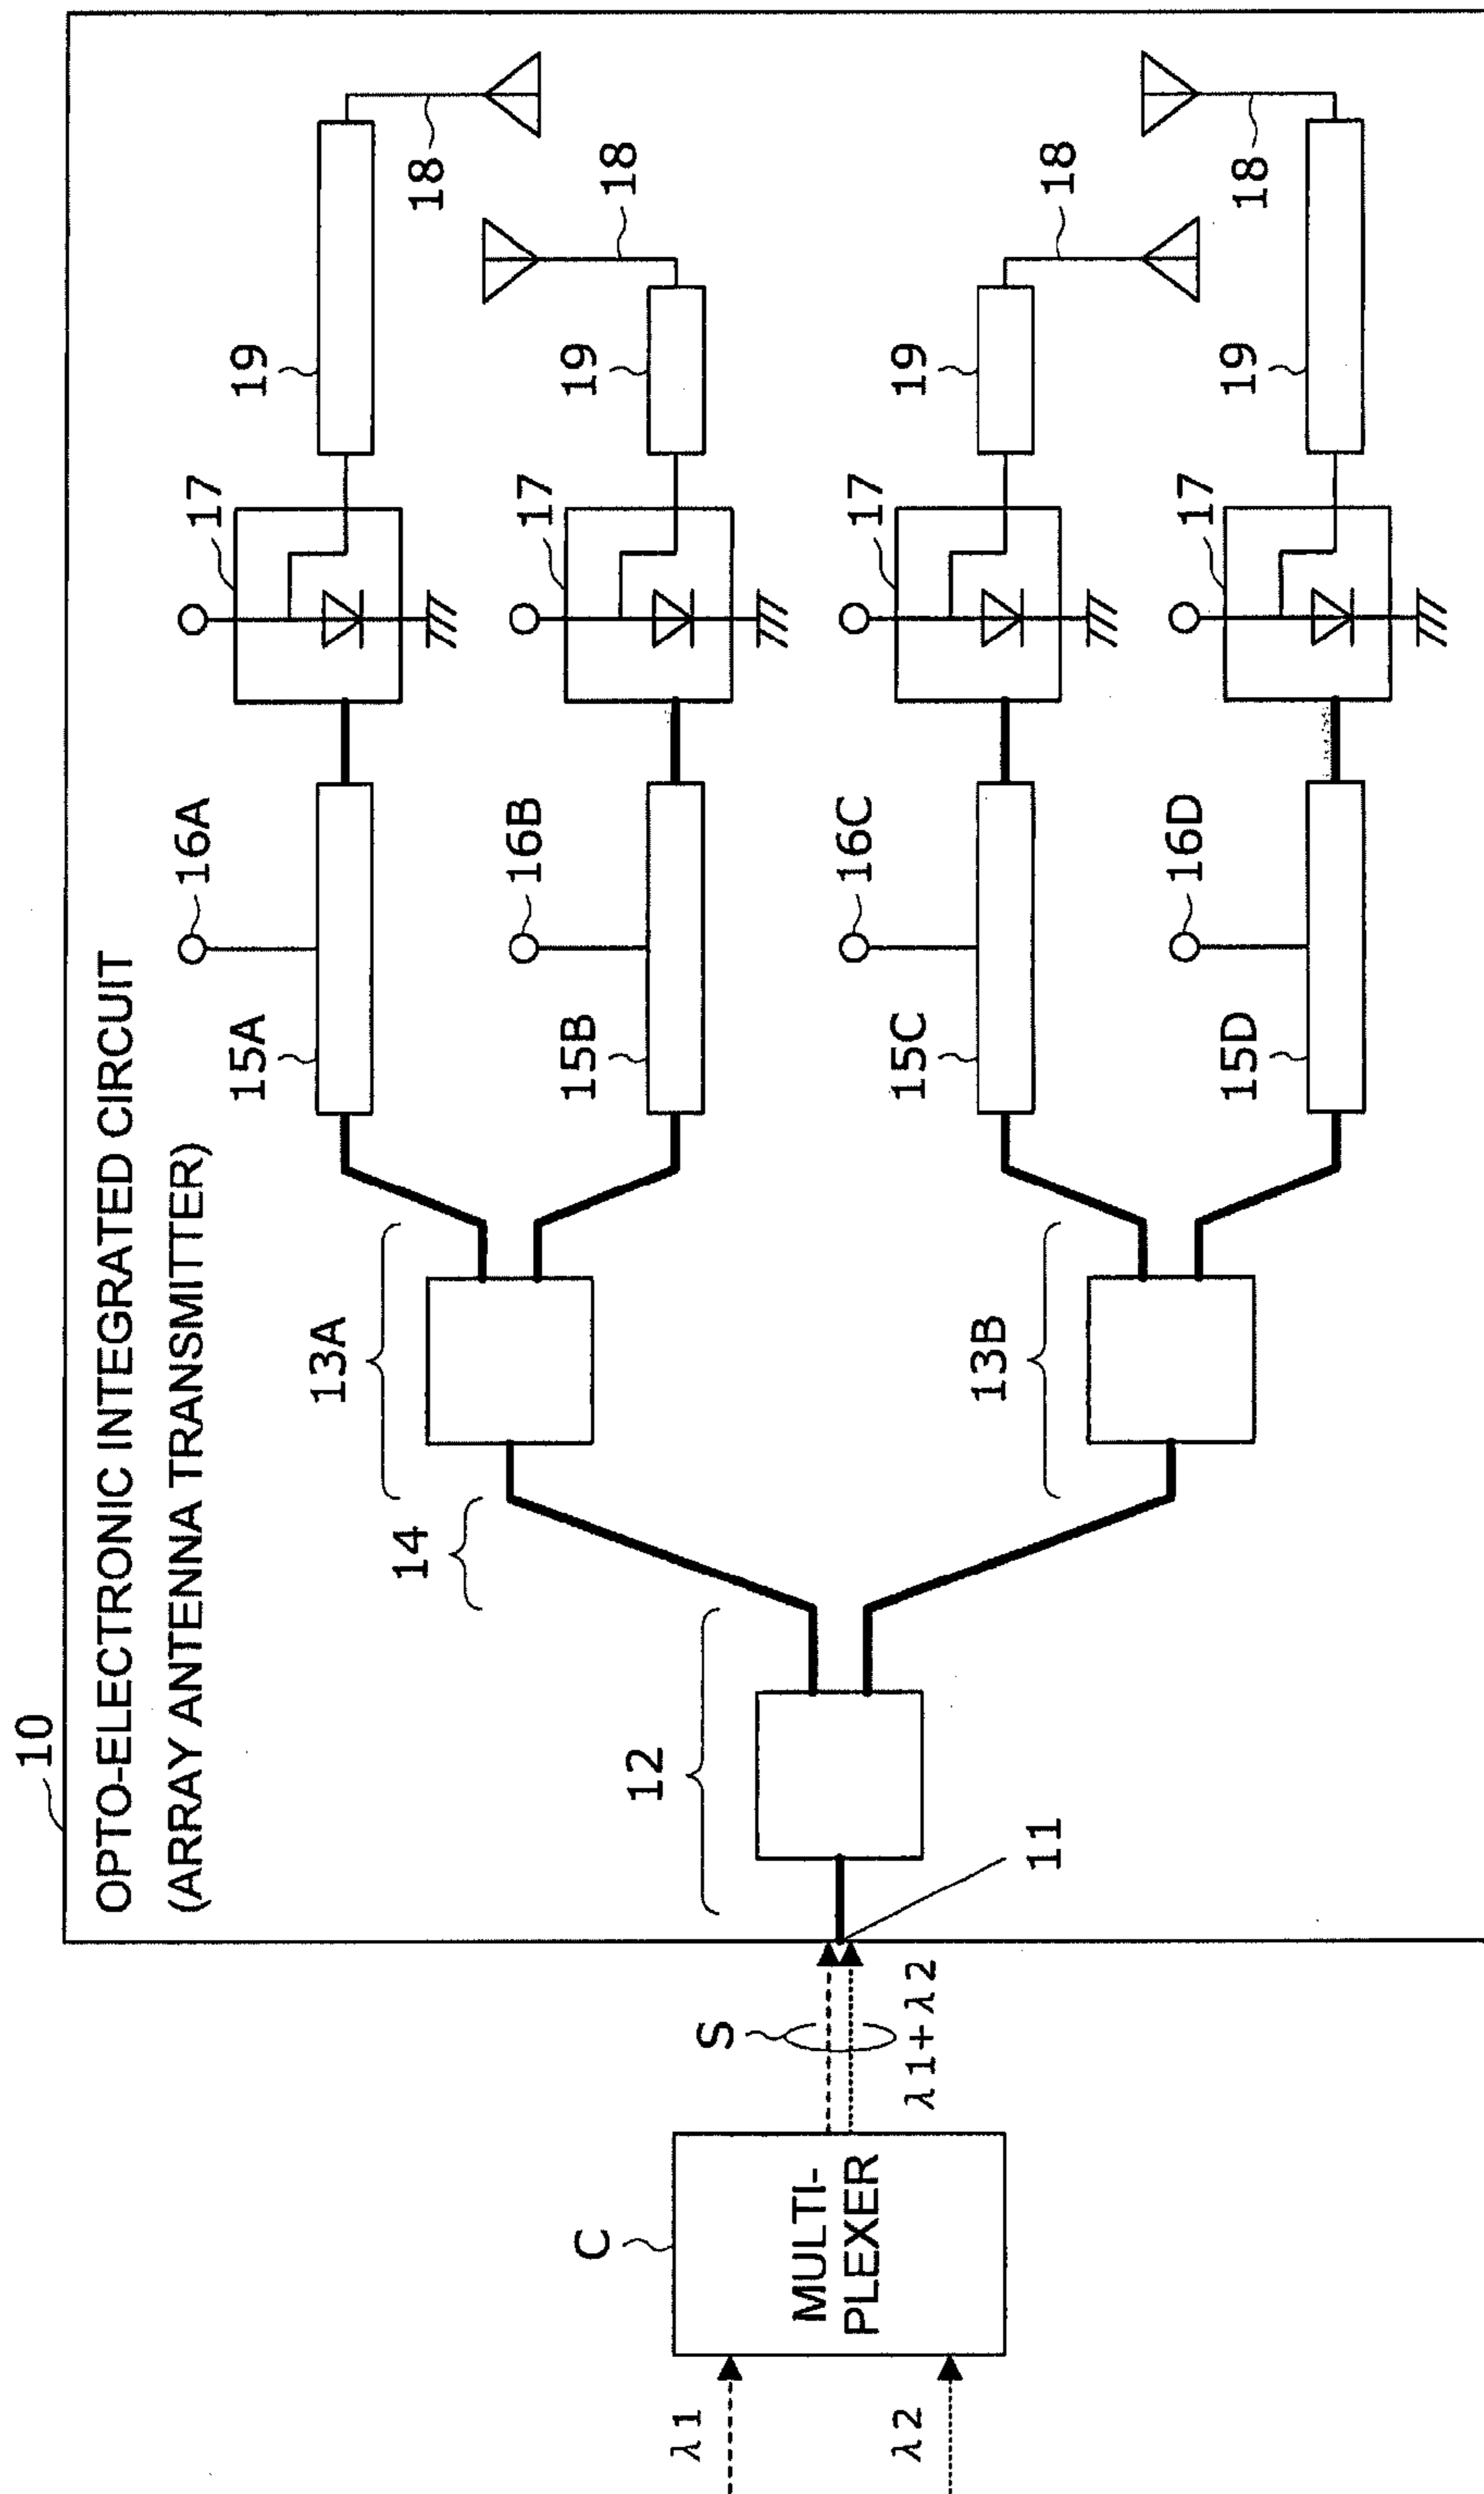 10
OPTO-ELECTRONIC INTEGRATED CIRCUIT
(ARRAY ANTENNA TRANSMITTER)
16A
17
15A
19
18
13A
16B
17
18
14
15B
19
12
S
C
λ1
MULTI-
PLEXER
λ1+λ2
λ2
11
16C
17
18
15C
19
13B
16D
17
18
15D
19